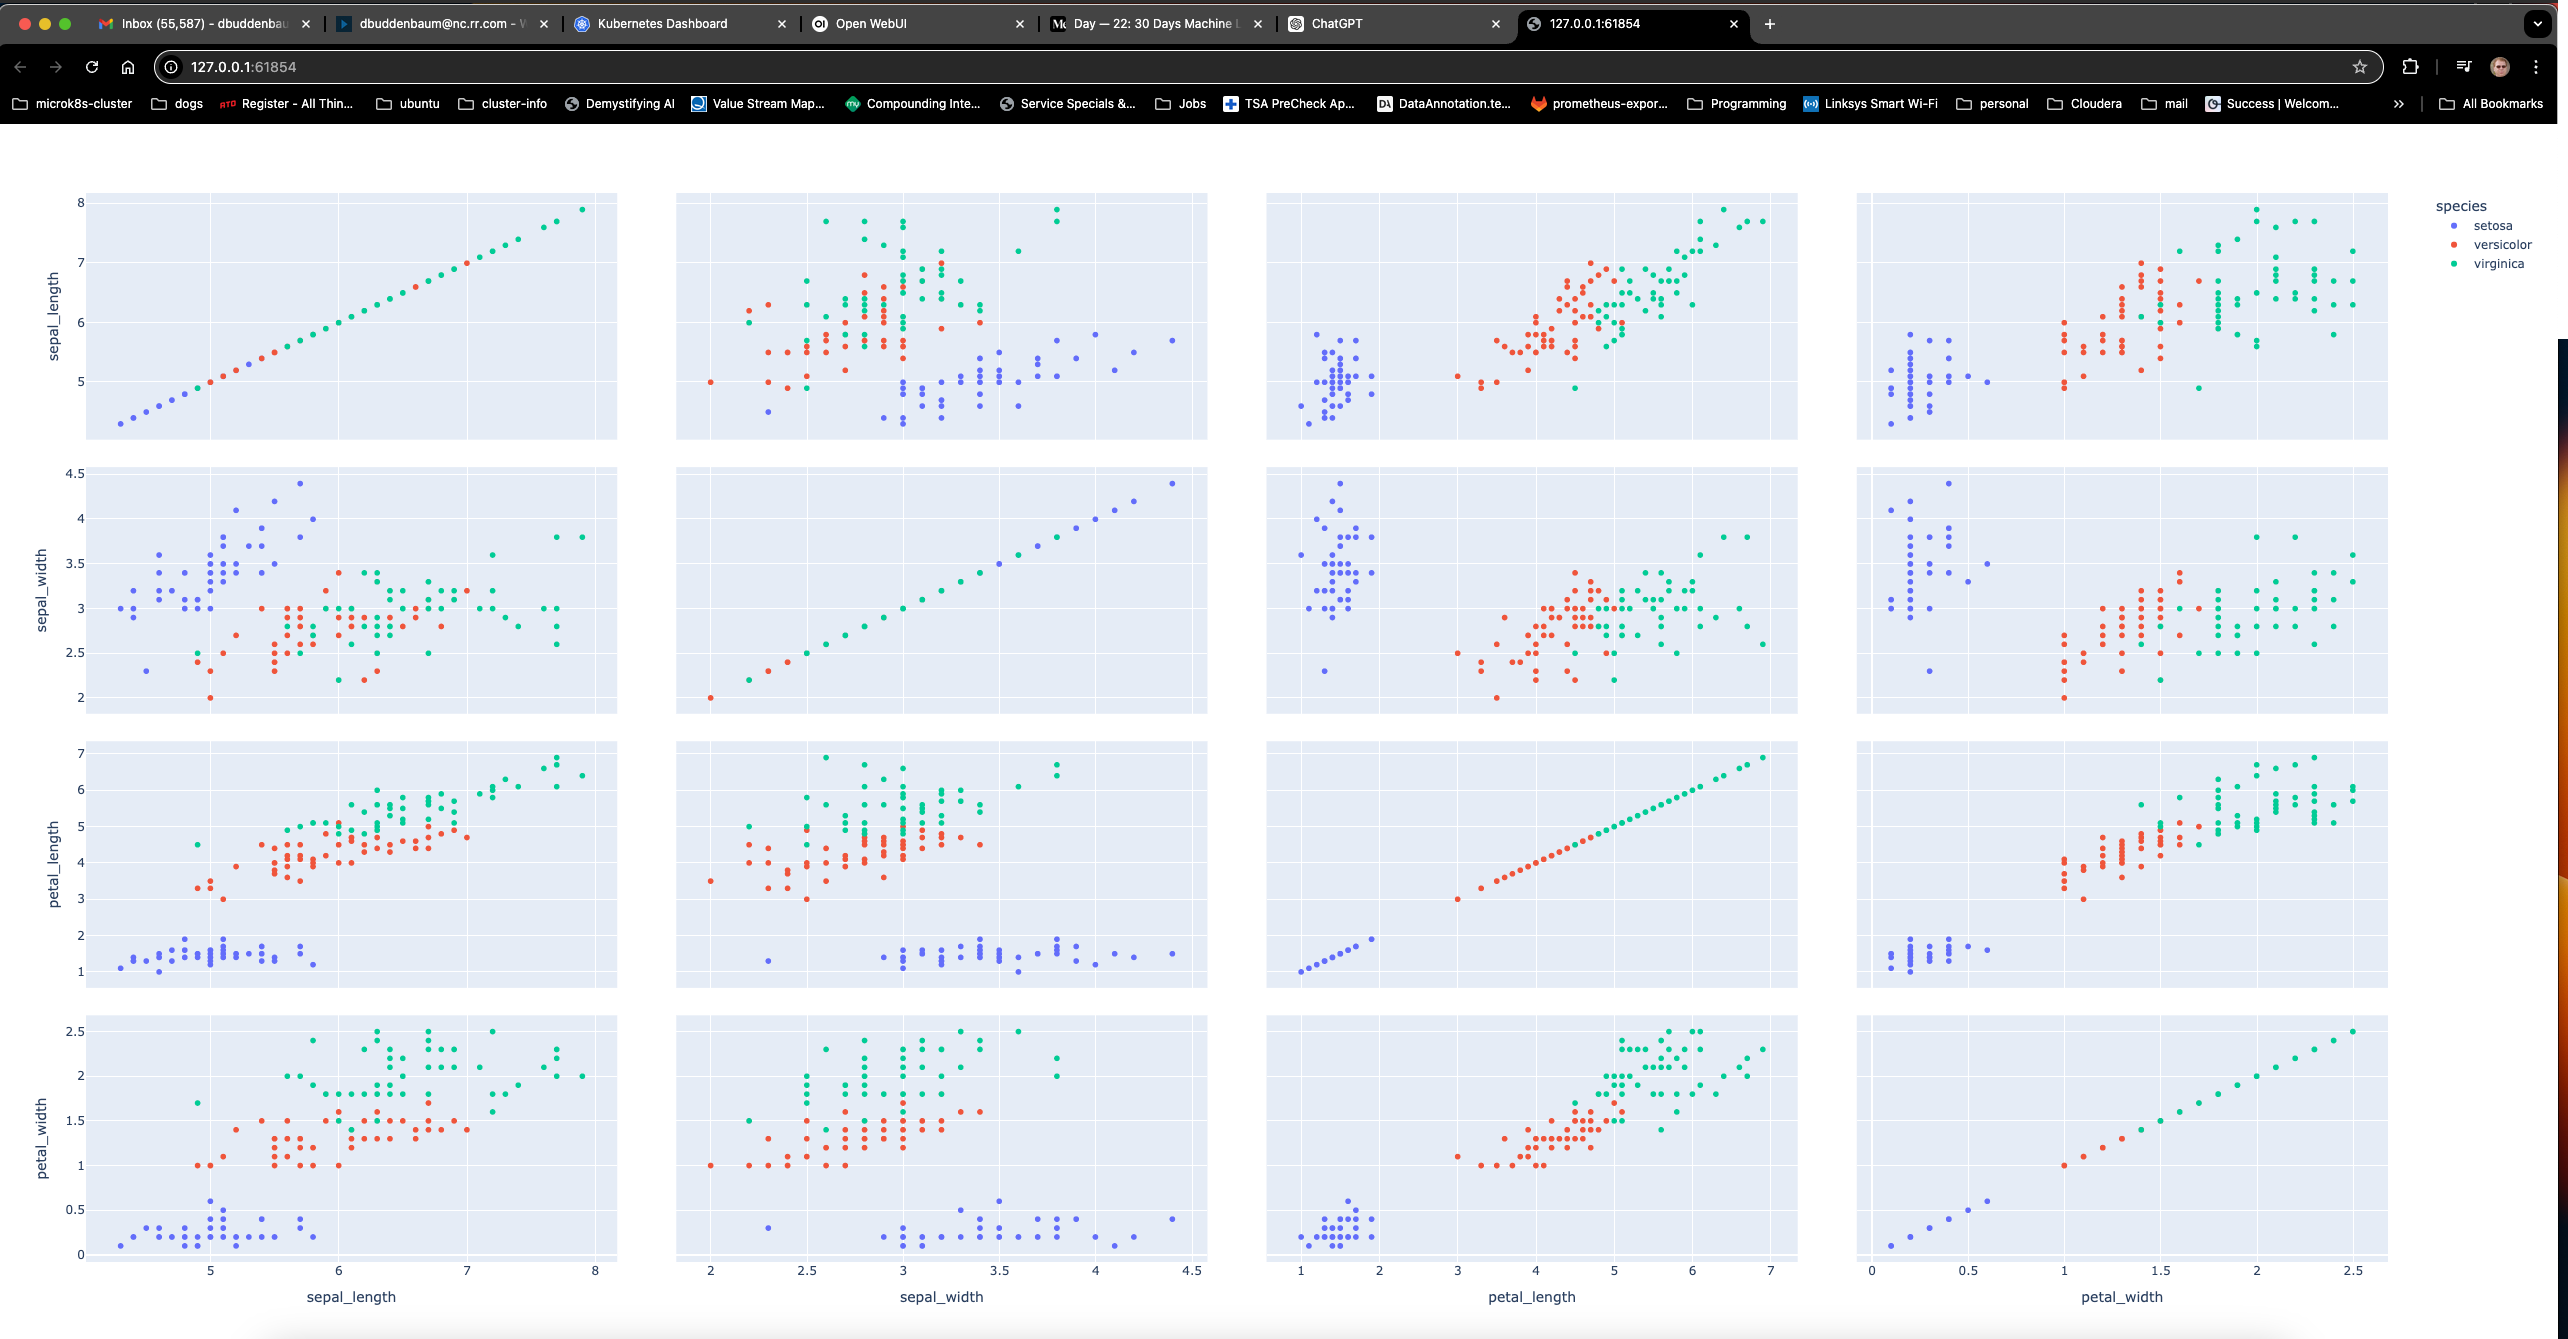 Inbox (55,587) - dbuddenbau
dbuddenbaum@nc.rr.com - W
Kubernetes Dashboard
Open WebUI
Day — 22: 30 Days Machine L
ChatGPT
127.0.0.1:61854
127.0.0.1:61854
microk8s-cluster
dogs
ATD Register - All Thin...
ubuntu
cluster-info
Demystifying AI
Value Stream Map...
my Compounding Inte...
Service Specials &...
Jobs
TSA PreCheck Ap...
DA DataAnnotation.te...
prometheus-expor...
Programming
Linksys Smart Wi-Fi
personal
Cloudera
mail
Success | Welcom...
All Bookmarks
8
7
6
5
sepal_length
species
setosa
versicolor
virginica
4.5
4
3.5
3
2.5
2
sepal_width
7
6
5
4
3
2
1
petal_length
2.5
2
1.5
1
0.5
0
petal_width
5 6 7 8
2 2.5 3 3.5 4 4.5
1 2 3 4 5 6 7
0 0.5 1 1.5 2 2.5
sepal_length
sepal_width
petal_length
petal_width